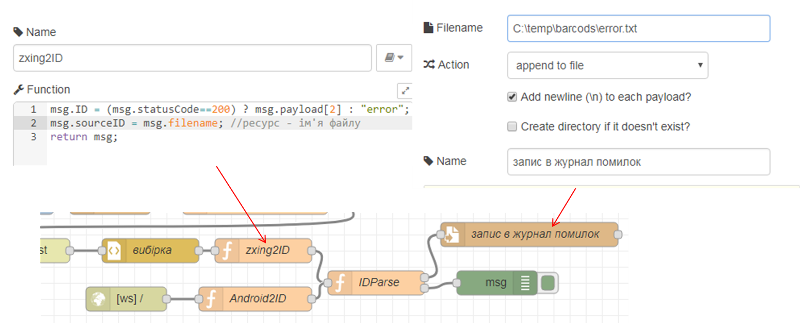 Name
zxing2ID
Function
1 msg.ID = (msg.statusCode==200) ? msg.payload[2] : "error";
2 msg.sourceID = msg.filename; //ресурс - ім'я файлу
3 return msg;
Filename
C:\temp\barcods\error.txt
Action
append to file
Add newline (\n) to each payload?
Create directory if it doesn't exist?
Name
запис в журнал помилок
st
вибірка
zxing2ID
запис в журнал помилок
[ws] /
Android2ID
IDParse
msg